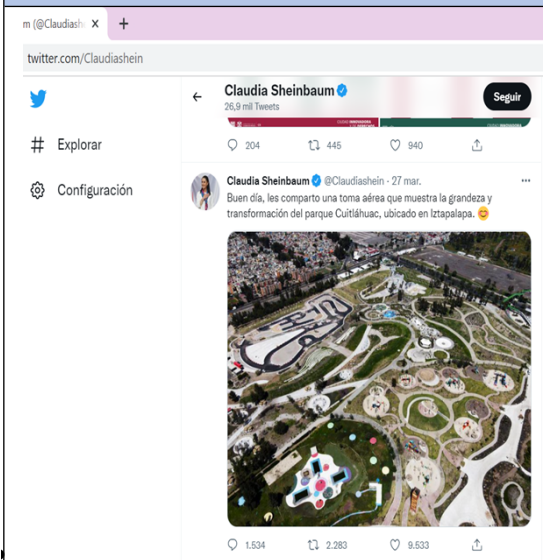 m (@Claudiash × +
twitter.com/Claudiashein
Claudia Sheinbaum
26,9 mil Tweets
Seguir
Explorar
Configuración
204 445 940
Claudia Sheinbaum @Claudiashein · 27 mar.
Buen día, les comparto una toma aérea que muestra la grandeza y
transformación del parque Cuitláhuac, ubicado en Iztapalapa.
1.534 2.283 9.533